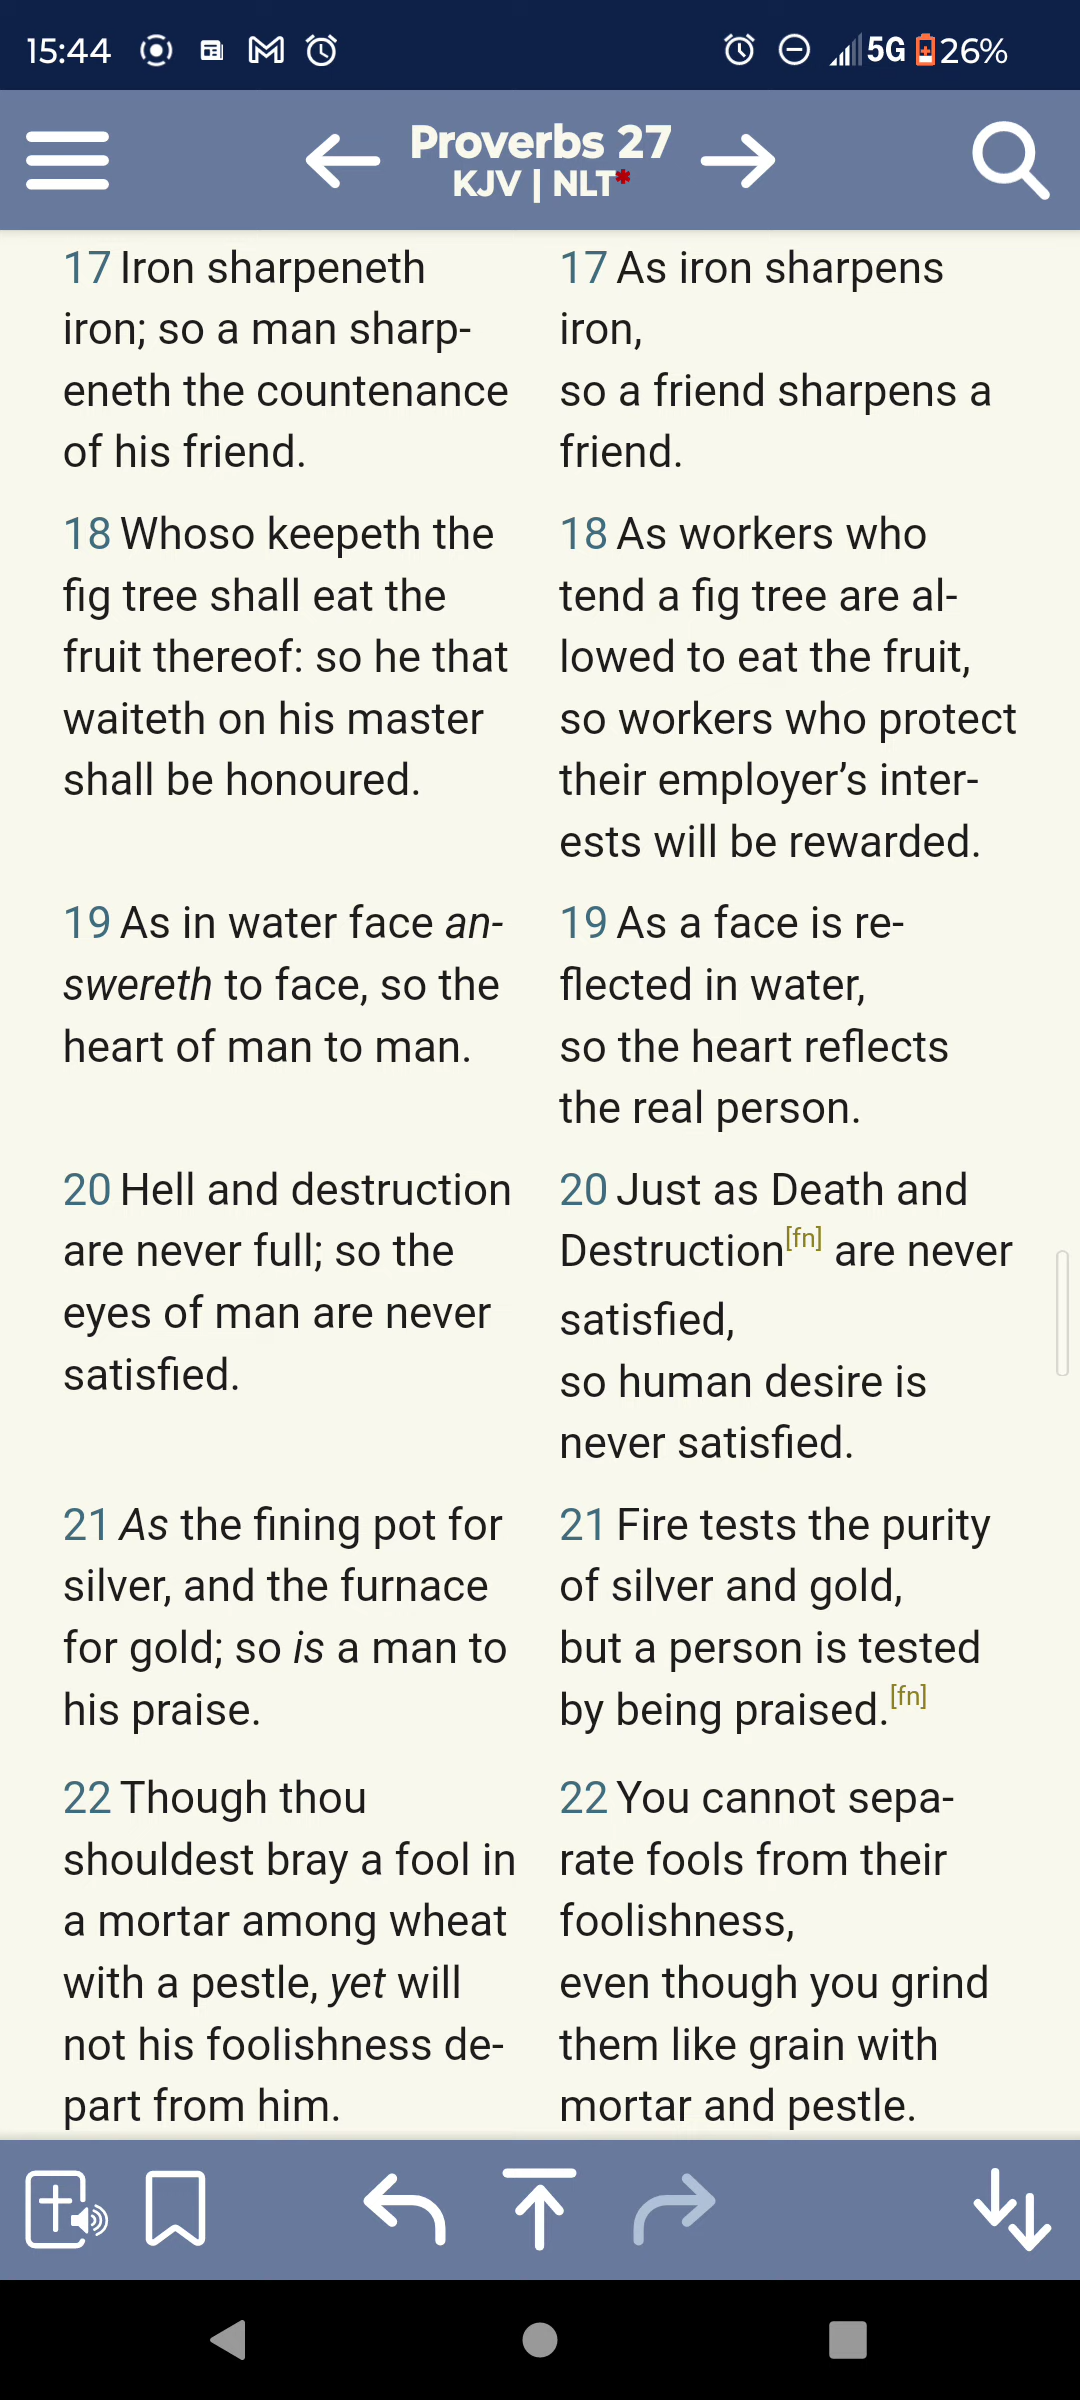 15:44 5G 26%
Proverbs 27
KJV | NLT*
17 Iron sharpeneth
iron; so a man sharp-
eneth the countenance
of his friend.
17 As iron sharpens
iron,
so a friend sharpens a
friend.
18 Whoso keepeth the
fig tree shall eat the
fruit thereof: so he that
waiteth on his master
shall be honoured.
18 As workers who
tend a fig tree are al-
lowed to eat the fruit,
so workers who protect
their employer’s inter-
ests will be rewarded.
19 As in water face an-
swereth to face, so the
heart of man to man.
19 As a face is re-
flected in water,
so the heart reflects
the real person.
20 Hell and destruction
are never full; so the
eyes of man are never
satisfied.
20 Just as Death and
Destruction[fn] are never
satisfied,
so human desire is
never satisfied.
21 As the fining pot for
silver, and the furnace
for gold; so is a man to
his praise.
21 Fire tests the purity
of silver and gold,
but a person is tested
by being praised.[fn]
22 Though thou
shouldest bray a fool in
a mortar among wheat
with a pestle, yet will
not his foolishness de-
part from him.
22 You cannot sepa-
rate fools from their
foolishness,
even though you grind
them like grain with
mortar and pestle.